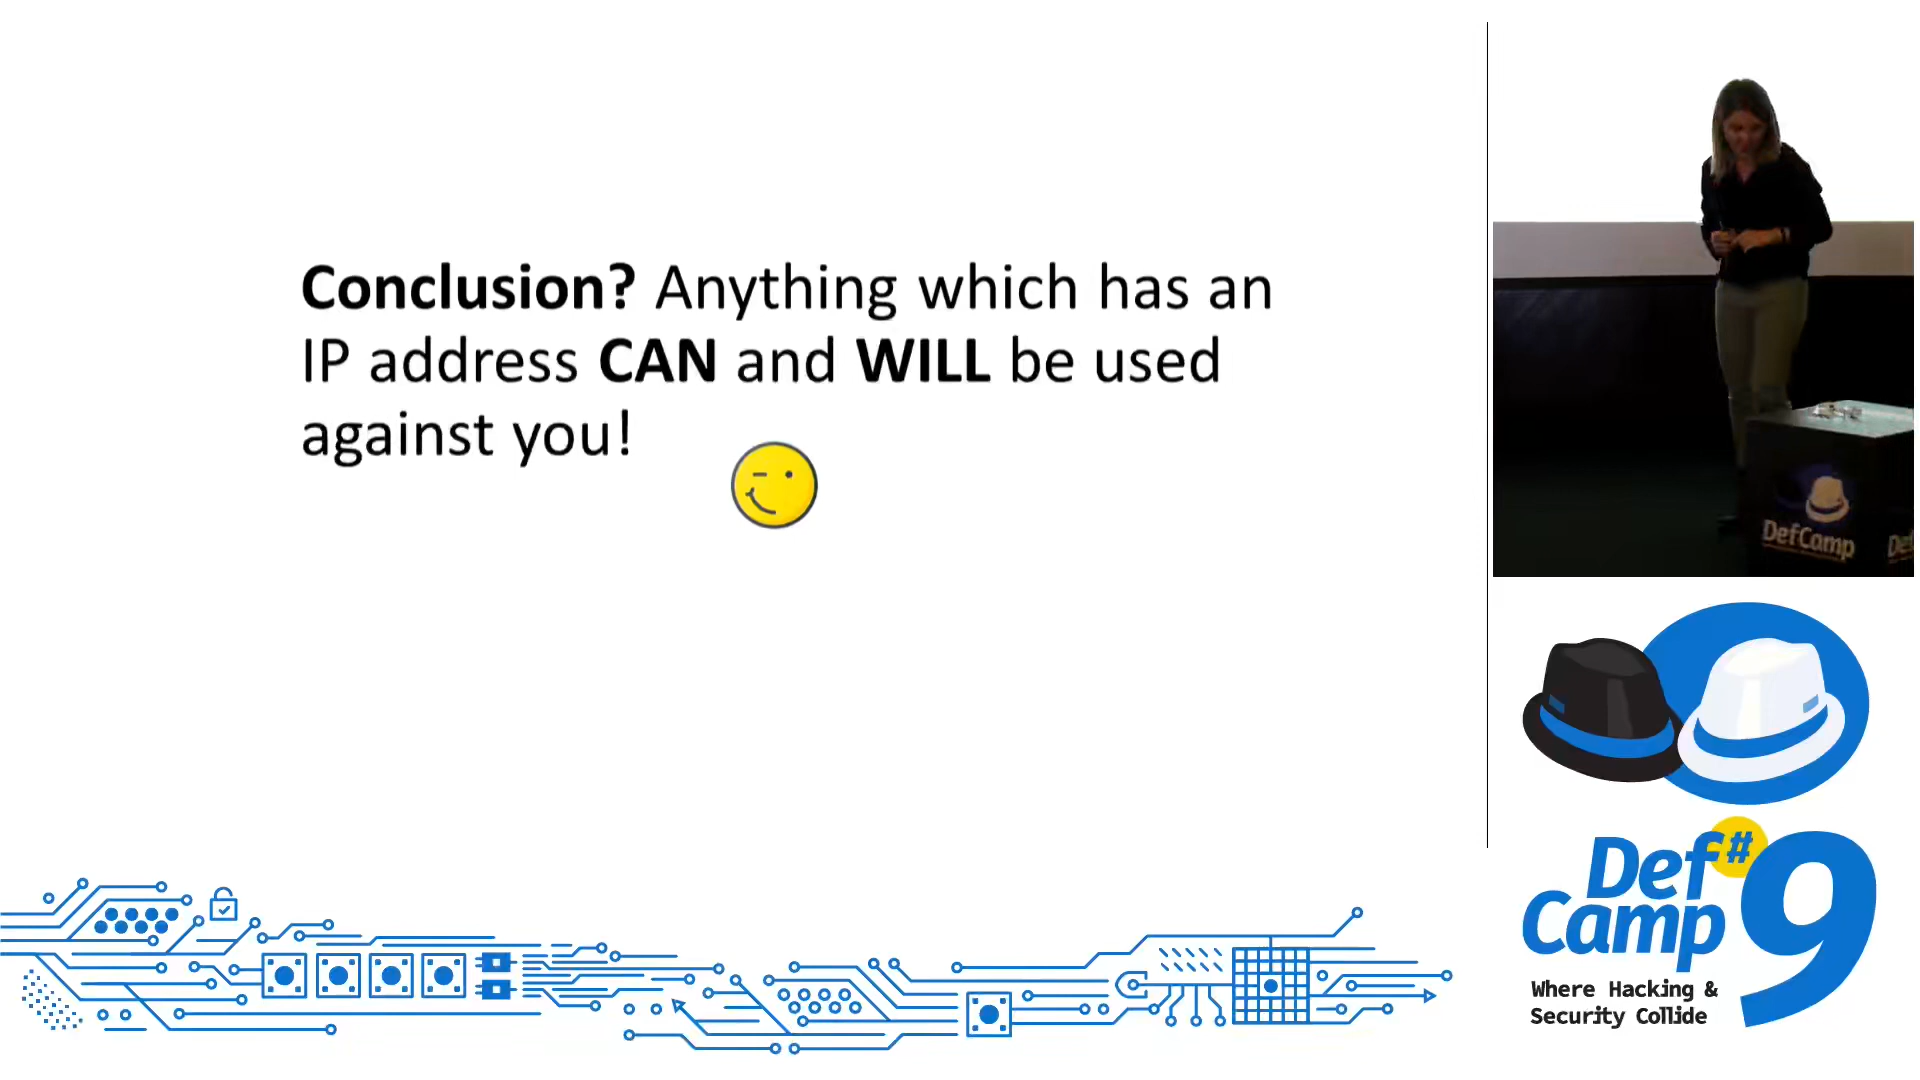 Conclusion? Anything which has an
IP address CAN and WILL be used
against you!
DefCamp
Def
Def#
Camp
9
Where Hacking &
Security Collide